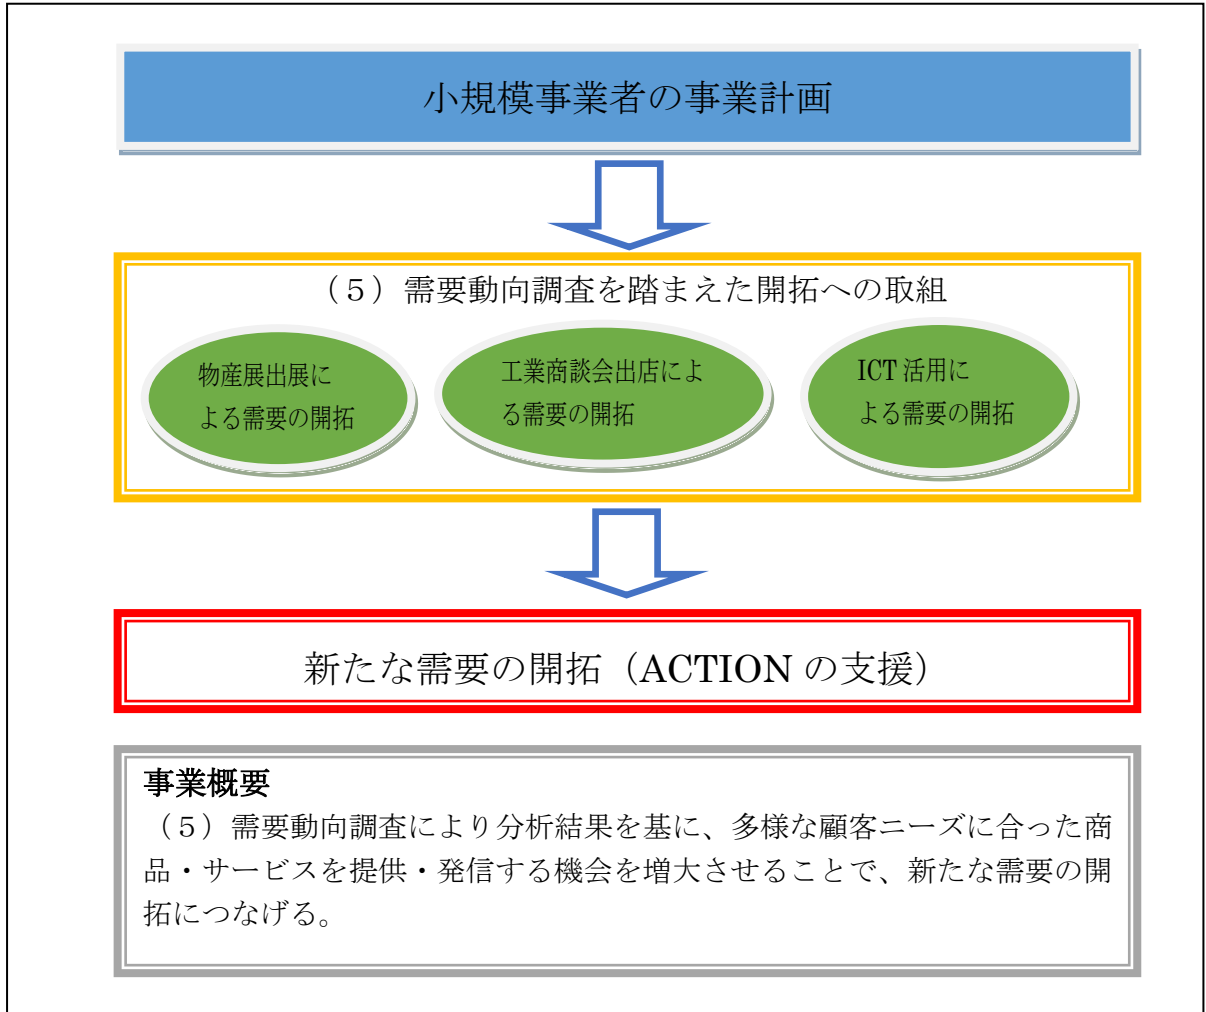 小規模事業者の事業計画
（５）需要動向調査を踏まえた開拓への取組
物産展出展に
よる需要の開拓
工業商談会出店によ
る需要の開拓
ICT 活用に
よる需要の開拓
新たな需要の開拓（ACTION の支援）
事業概要
（５）需要動向調査により分析結果を基に、多様な顧客ニーズに合った商
品・サービスを提供・発信する機会を増大させることで、新たな需要の開
拓につなげる。